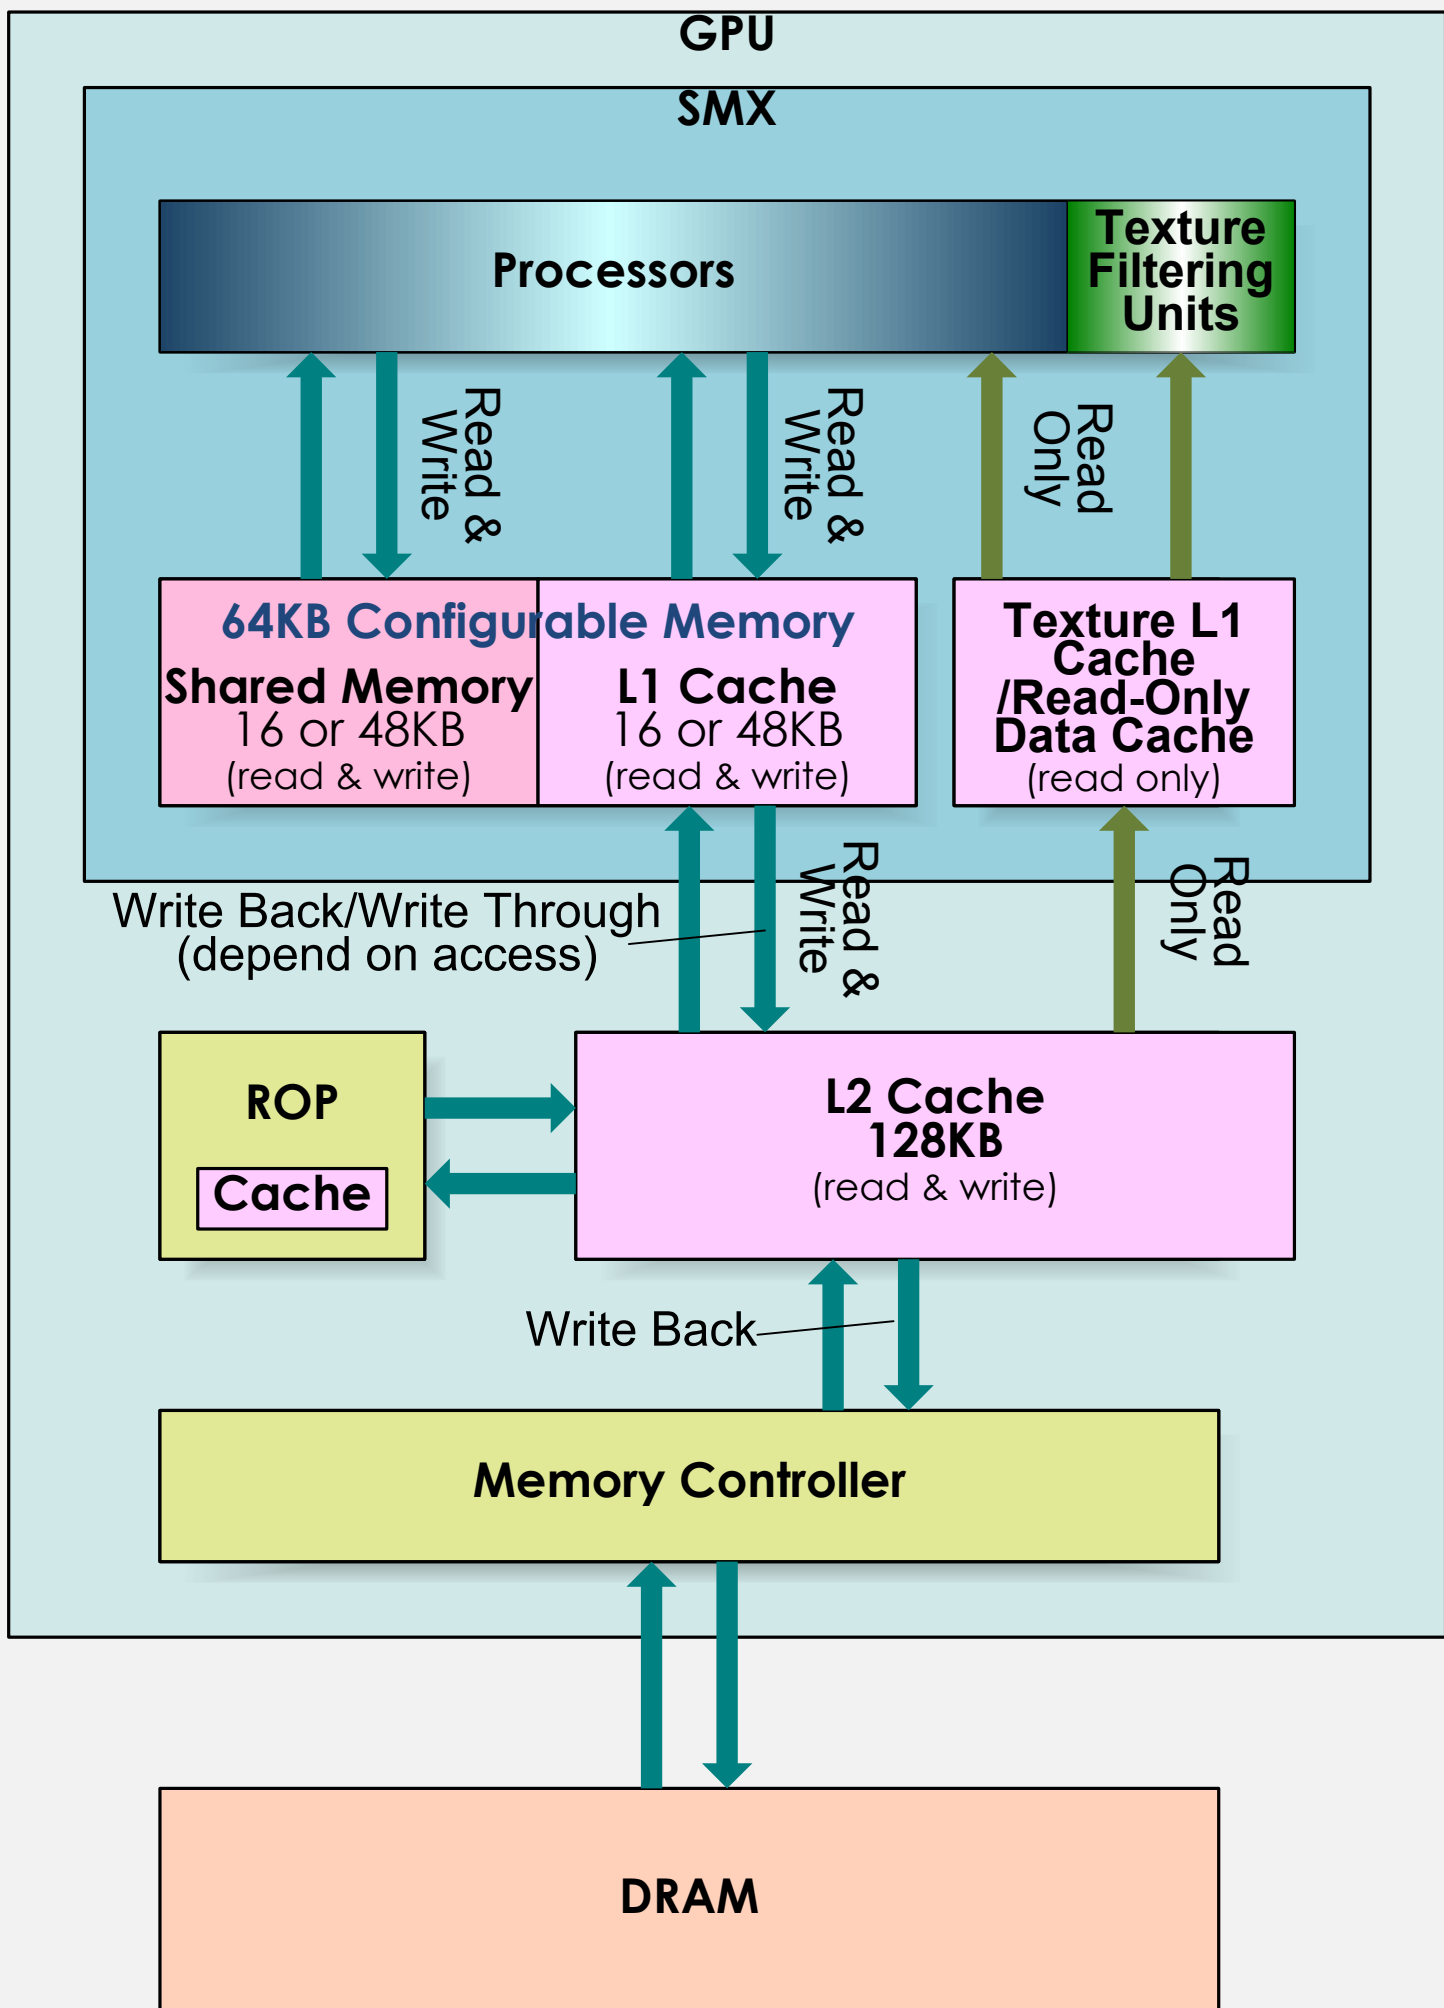 GPU
SMX
Processors
Texture
Filtering
Units
Read &
Write
Read &
Write
Read
Only
64KB Configurable Memory
Shared Memory
16 or 48KB
(read & write)
L1 Cache
16 or 48KB
(read & write)
Texture L1
Cache
/Read-Only
Data Cache
(read only)
Write Back/Write Through
(depend on access)
Read &
Write
Read
Only
ROP
Cache
L2 Cache
128KB
(read & write)
Write Back
Memory Controller
DRAM